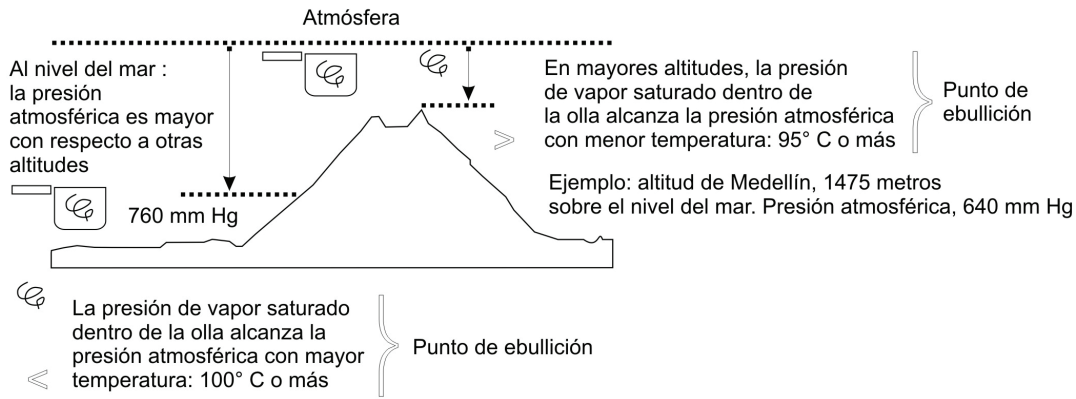 Atmósfera
Al nivel del mar :
la presión
atmosférica es mayor
con respecto a otras
altitudes
760 mm Hg
En mayores altitudes, la presión
de vapor saturado dentro de
la olla alcanza la presión atmosférica
con menor temperatura: 95° C o más
>
Punto de
ebullición
Ejemplo: altitud de Medellín, 1475 metros
sobre el nivel del mar. Presión atmosférica, 640 mm Hg
La presión de vapor saturado
dentro de la olla alcanza la
presión atmosférica con mayor
temperatura: 100° C o más
<
Punto de ebullición